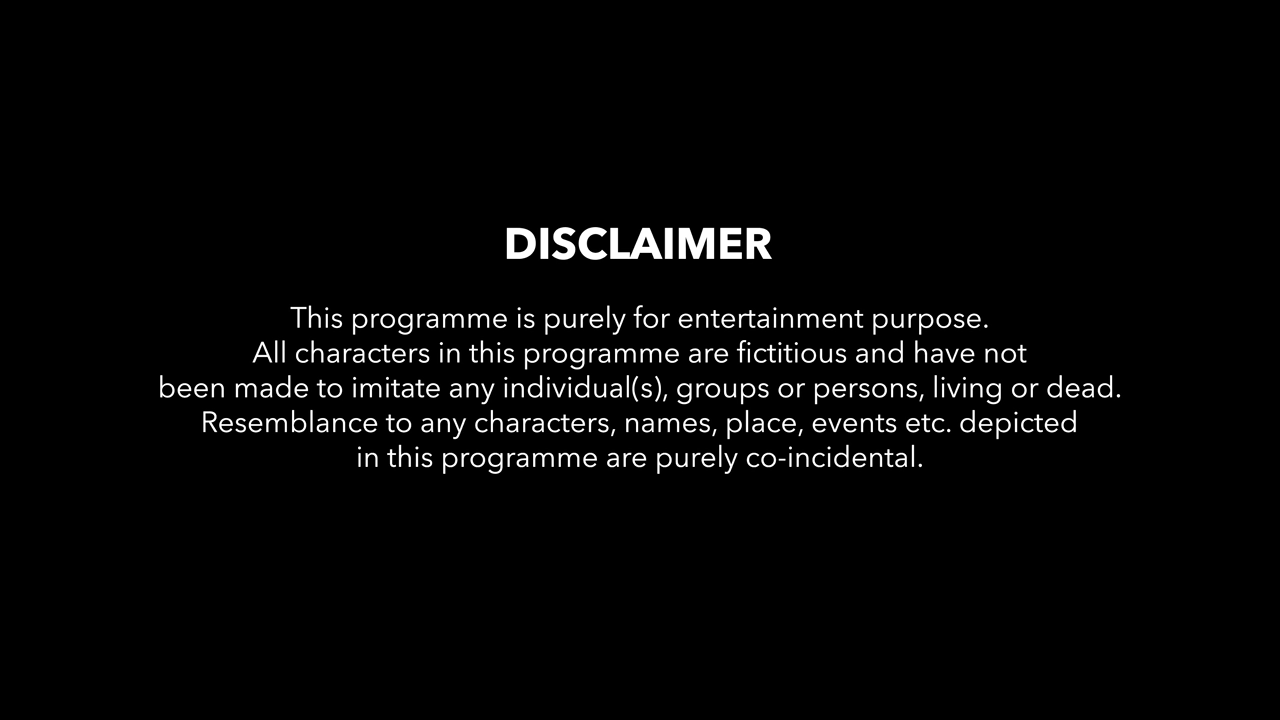 DISCLAIMER
This programme is purely for entertainment purpose.
All characters in this programme are fictitious and have not
been made to imitate any individual(s), groups or persons, living or dead.
Resemblance to any characters, names, place, events etc. depicted
in this programme are purely co-incidental.